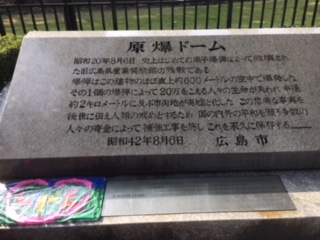 原爆ドーム
昭和20年8月6日 史上はじめての原子爆弾によって破壊され
た旧広島県産業奨励館の残骸である
爆弾はこの建物のほぼ直上約600メートルの空中で爆発した
その1個の爆弾によって20万をこえる人々の生命が失われ 半径
約2キロメートルに及ぶ市街地が廃墟と化した この悲痛な事実を
後世に伝え人類の戒めとするため 国の内外の平和を願う多数の
人々の基金によって補強工事を施し これを永久に保存する
昭和42年8月6日 広島市